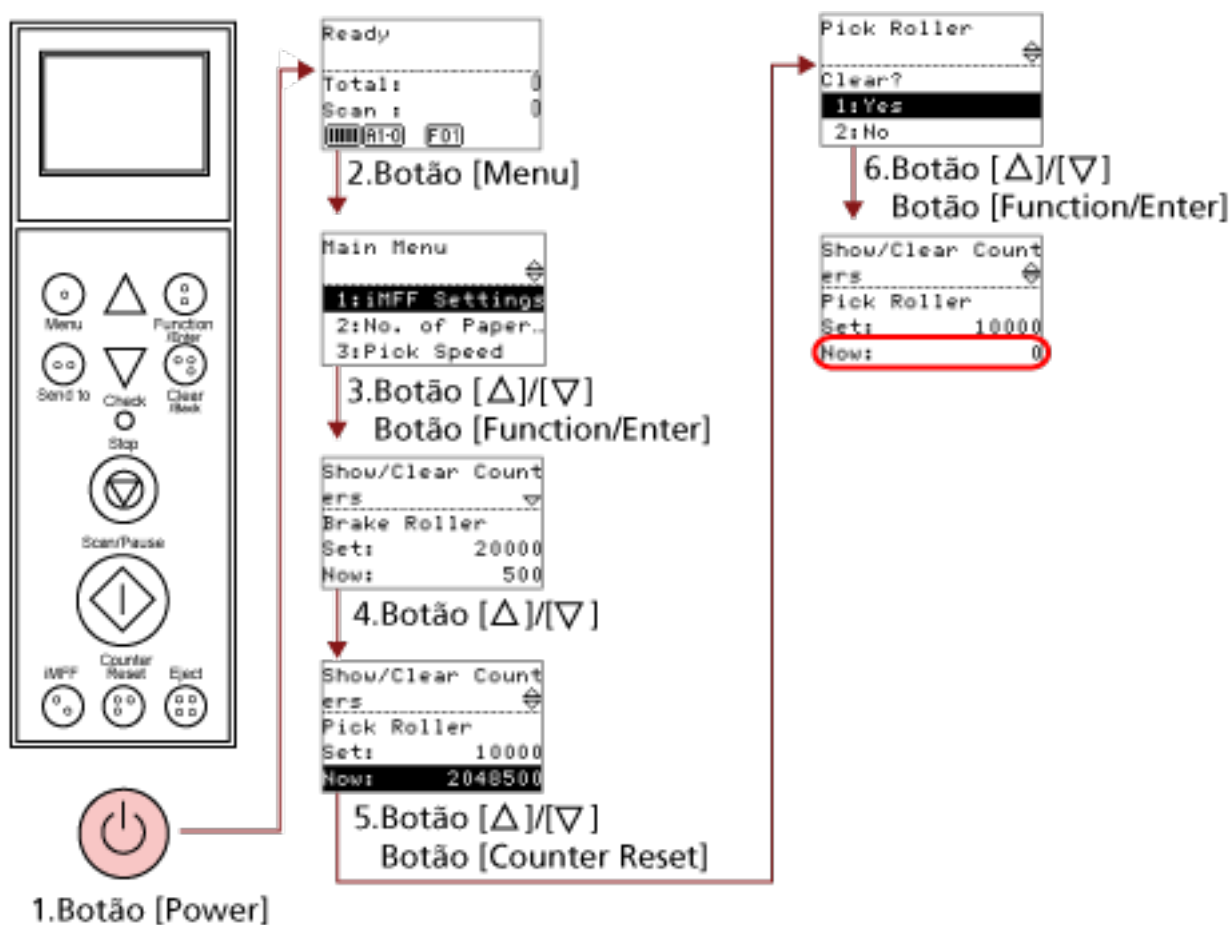 Menu
Function
/Enter
Send to
Check
Clear
/Back
Stop
Scan/Pause
iMFF
Counter
Reset
Eject
1.Botão [Power]
Ready
Total: 0
Scan : 0
A1-0 F01
2.Botão [Menu]
Main Menu
1:iMFF Settings
2:No. of Paper..
3:Pick Speed
3.Botão [△]/[▽]
Botão [Function/Enter]
Show/Clear Count
ers
Brake Roller
Set: 20000
Now: 500
4.Botão [△]/[▽]
Show/Clear Count
ers
Pick Roller
Set: 10000
Now: 2048500
5.Botão [△]/[▽]
Botão [Counter Reset]
Pick Roller
Clear?
1:Yes
2:No
6.Botão [△]/[▽]
Botão [Function/Enter]
Show/Clear Count
ers
Pick Roller
Set: 10000
Now: 0